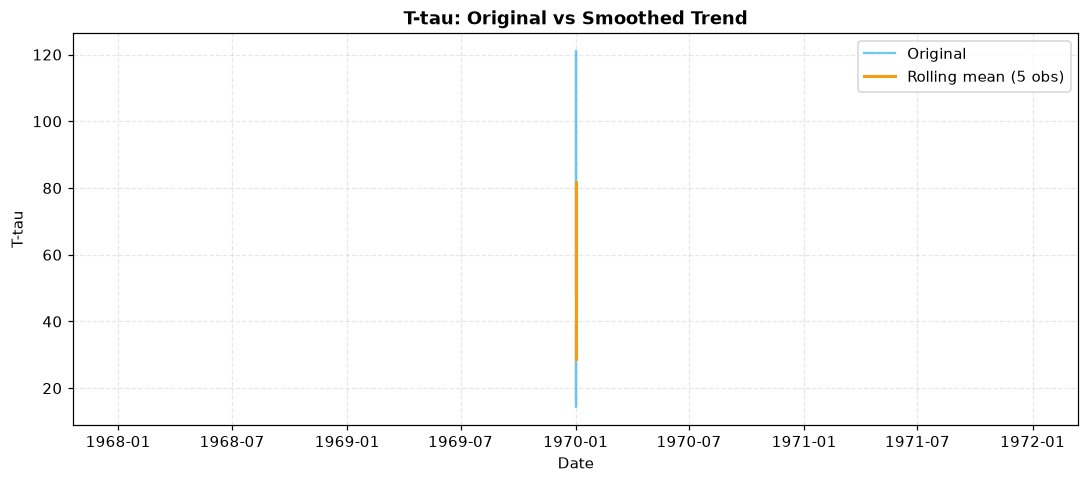 T-tau: Original vs Smoothed Trend
Original
Rolling mean (5 obs)
T-tau
120
100
80
60
40
20
1968-01 1968-07 1969-01 1969-07 1970-01 1970-07 1971-01 1971-07 1972-01
Date